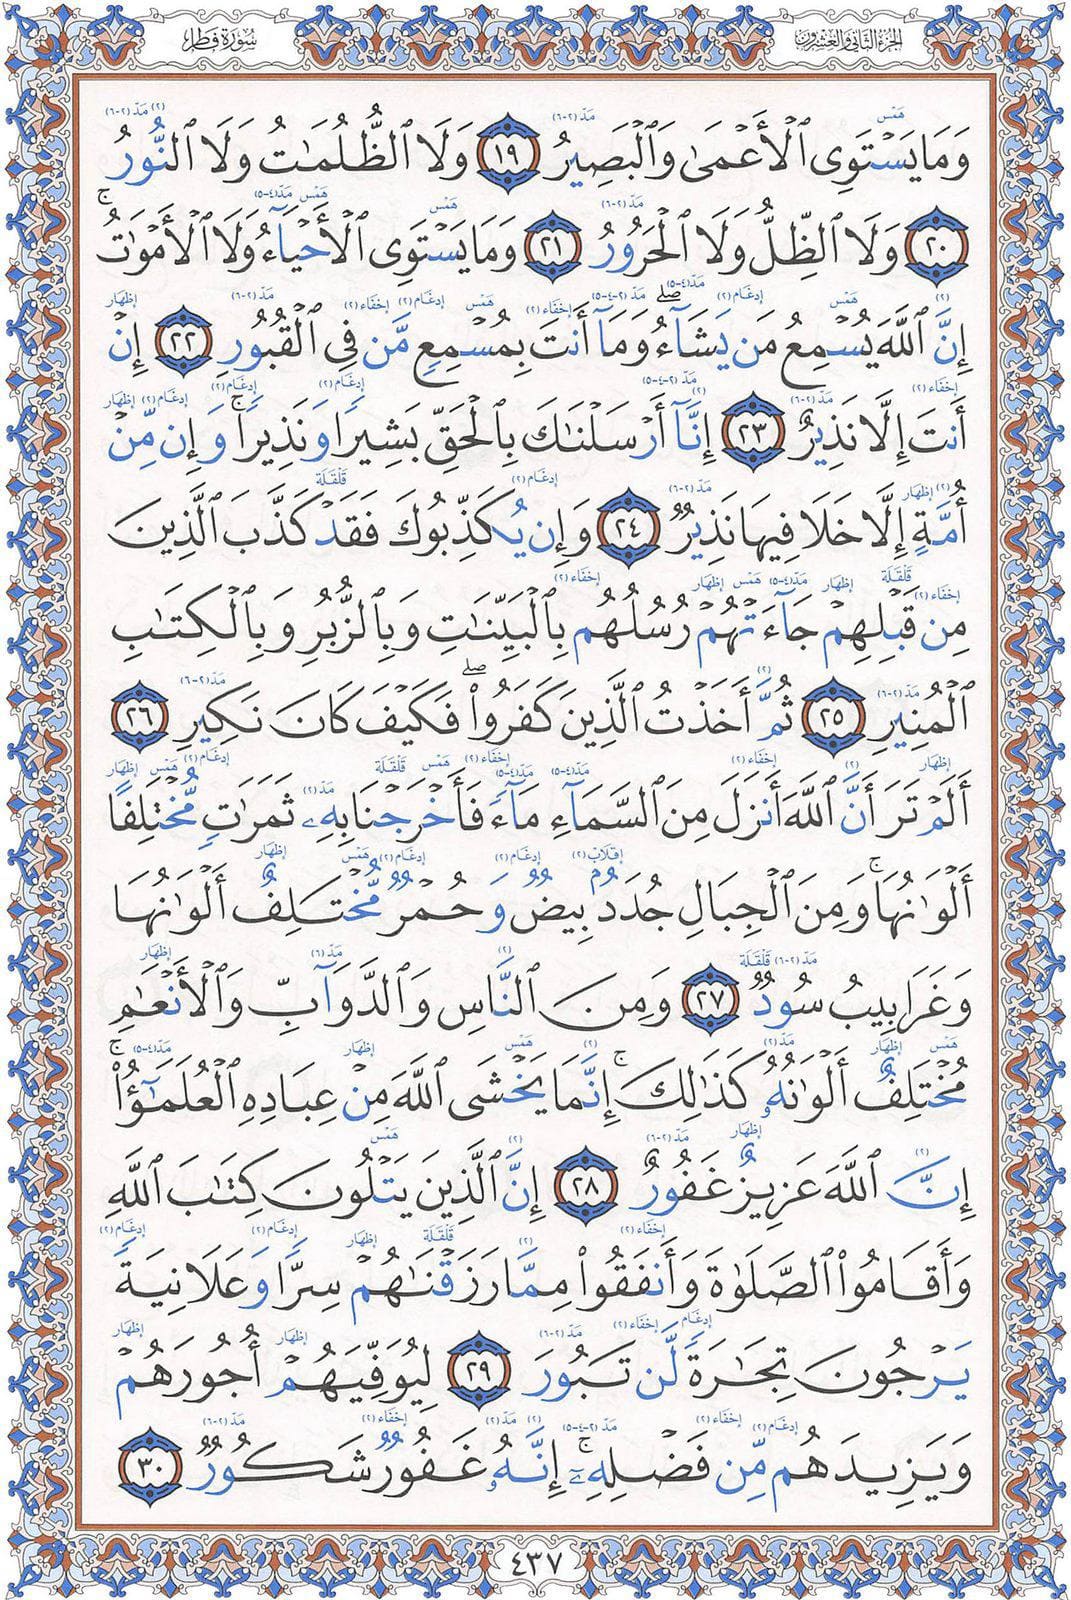 الجزء الثاني والعشرون
سورة فاطر
وَمَا يَسْتَوِى ٱلْأَعْمَىٰ وَٱلْبَصِيرُ ١٩ وَلَا ٱلظُّلُمَٰتُ وَلَا ٱلنُّورُ
٢٠ وَلَا ٱلظِّلُّ وَلَا ٱلْحَرُورُ ٢١ وَمَا يَسْتَوِى ٱلْأَحْيَآءُ وَلَا ٱلْأَمْوَٰتُ ۚ
إِنَّ ٱللَّهَ يُسْمِعُ مَن يَشَآءُ ۖ وَمَآ أَنتَ بِمُسْمِعٍ مَّن فِى ٱلْقُبُورِ ٢٢ إِنْ
أَنتَ إِلَّا نَذِيرٌ ٢٣ إِنَّآ أَرْسَلْنَٰكَ بِٱلْحَقِّ بَشِيرًا وَنَذِيرًا ۚ وَإِن مِّنْ
أُمَّةٍ إِلَّا خَلَا فِيهَا نَذِيرٌ ٢٤ وَإِن يُكَذِّبُوكَ فَقَدْ كَذَّبَ ٱلَّذِينَ
مِن قَبْلِهِمْ جَآءَتْهُمْ رُسُلُهُم بِٱلْبَيِّنَٰتِ وَبِٱلزُّبُرِ وَبِٱلْكِتَٰبِ
ٱلْمُنِيرِ ٢٥ ثُمَّ أَخَذْتُ ٱلَّذِينَ كَفَرُوا۟ ۖ فَكَيْفَ كَانَ نَكِيرِ ٢٦
أَلَمْ تَرَ أَنَّ ٱللَّهَ أَنزَلَ مِنَ ٱلسَّمَآءِ مَآءً فَأَخْرَجْنَا بِهِۦ ثَمَرَٰتٍ مُّخْتَلِفًا
أَلْوَٰنُهَا ۚ وَمِنَ ٱلْجِبَالِ جُدَدٌۢ بِيضٌ وَحُمْرٌ مُّخْتَلِفٌ أَلْوَٰنُهَا
وَغَرَابِيبُ سُودٌ ٢٧ وَمِنَ ٱلنَّاسِ وَٱلدَّوَآبِّ وَٱلْأَنْعَٰمِ
مُخْتَلِفٌ أَلْوَٰنُهُۥ كَذَٰلِكَ ۗ إِنَّمَا يَخْشَى ٱللَّهَ مِنْ عِبَادِهِ ٱلْعُلَمَٰٓؤُا۟ ۗ
إِنَّ ٱللَّهَ عَزِيزٌ غَفُورٌ ٢٨ إِنَّ ٱلَّذِينَ يَتْلُونَ كِتَٰبَ ٱللَّهِ
وَأَقَامُوا۟ ٱلصَّلَوٰةَ وَأَنفَقُوا۟ مِمَّا رَزَقْنَٰهُمْ سِرًّا وَعَلَانِيَةً
يَرْجُونَ تِجَٰرَةً لَّن تَبُورَ ٢٩ لِيُوَفِّيَهُمْ أُجُورَهُمْ
وَيَزِيدَهُم مِّن فَضْلِهِۦٓ ۚ إِنَّهُۥ غَفُورٌ شَكُورٌ ٣٠
٤٣٧